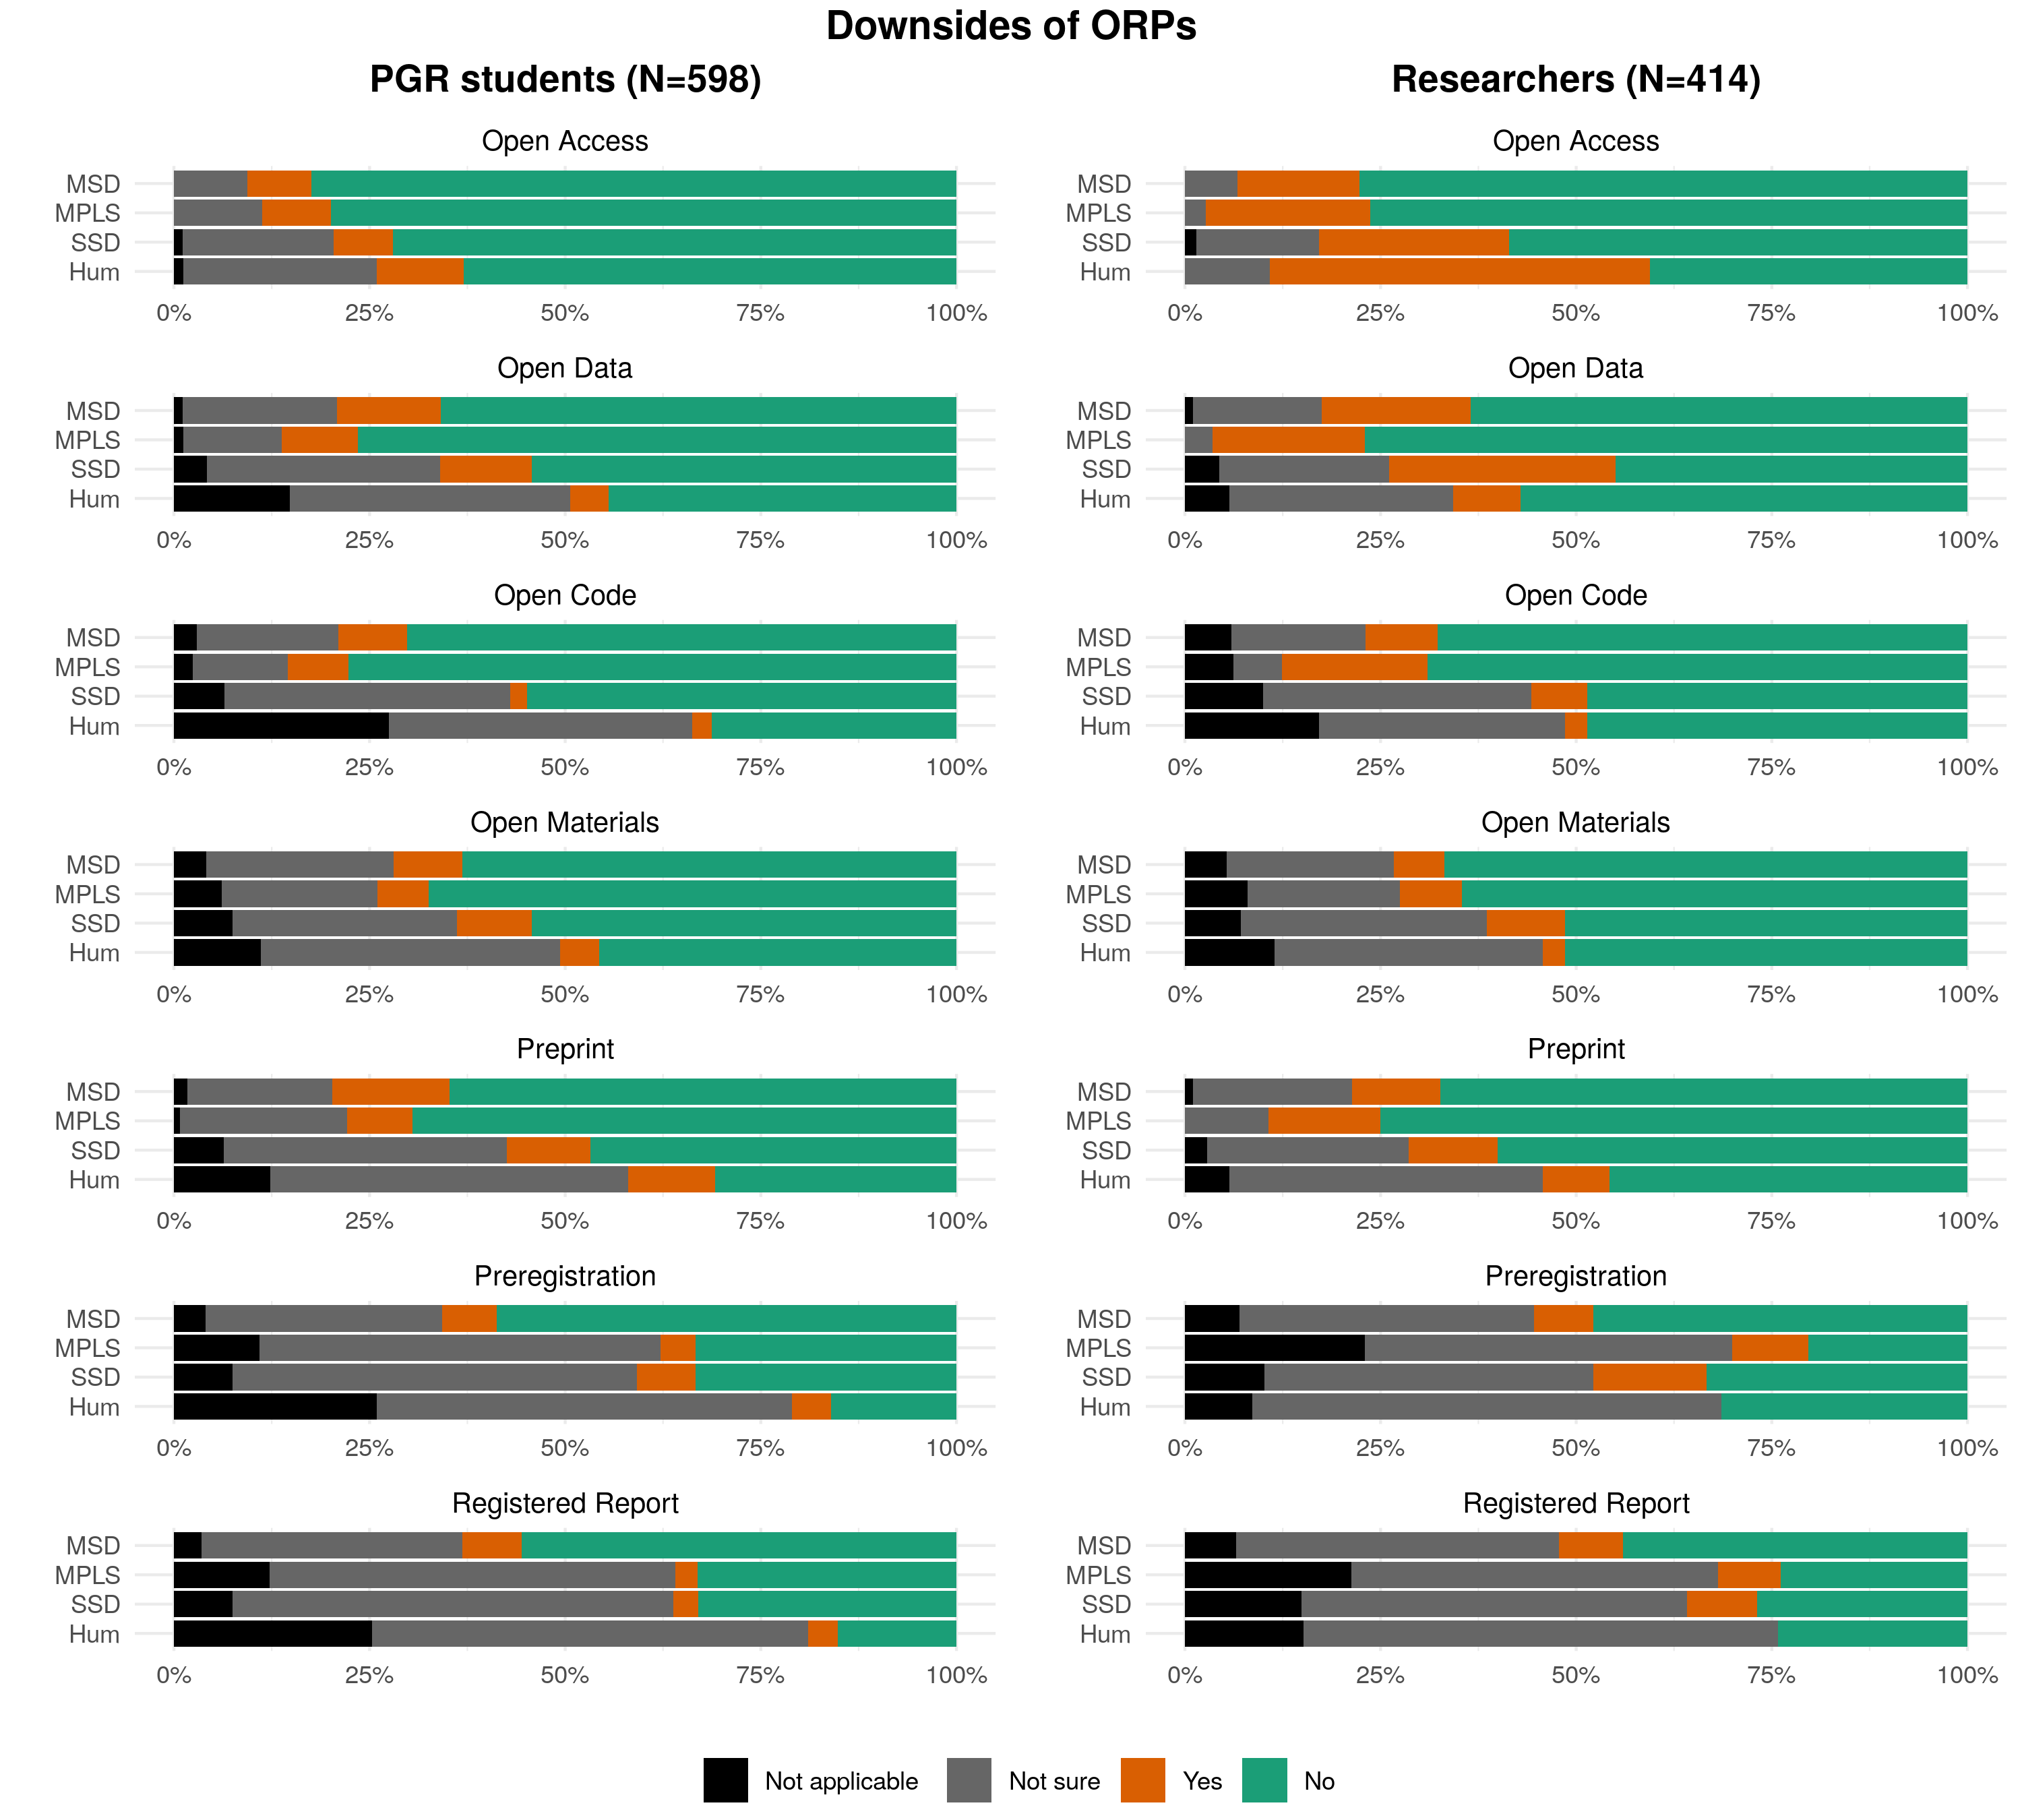 Downsides of ORPs
PGR students (N=598)
Researchers (N=414)
Open Access
Open Access
MSD
MPLS
SSD
Hum
0% 25% 50% 75% 100%
MSD
MPLS
SSD
Hum
0% 25% 50% 75% 100%
Open Data
Open Data
MSD
MPLS
SSD
Hum
0% 25% 50% 75% 100%
MSD
MPLS
SSD
Hum
0% 25% 50% 75% 100%
Open Code
Open Code
MSD
MPLS
SSD
Hum
0% 25% 50% 75% 100%
MSD
MPLS
SSD
Hum
0% 25% 50% 75% 100%
Open Materials
Open Materials
MSD
MPLS
SSD
Hum
0% 25% 50% 75% 100%
MSD
MPLS
SSD
Hum
0% 25% 50% 75% 100%
Preprint
Preprint
MSD
MPLS
SSD
Hum
0% 25% 50% 75% 100%
MSD
MPLS
SSD
Hum
0% 25% 50% 75% 100%
Preregistration
Preregistration
MSD
MPLS
SSD
Hum
0% 25% 50% 75% 100%
MSD
MPLS
SSD
Hum
0% 25% 50% 75% 100%
Registered Report
Registered Report
MSD
MPLS
SSD
Hum
0% 25% 50% 75% 100%
MSD
MPLS
SSD
Hum
0% 25% 50% 75% 100%
Not applicable Not sure Yes No